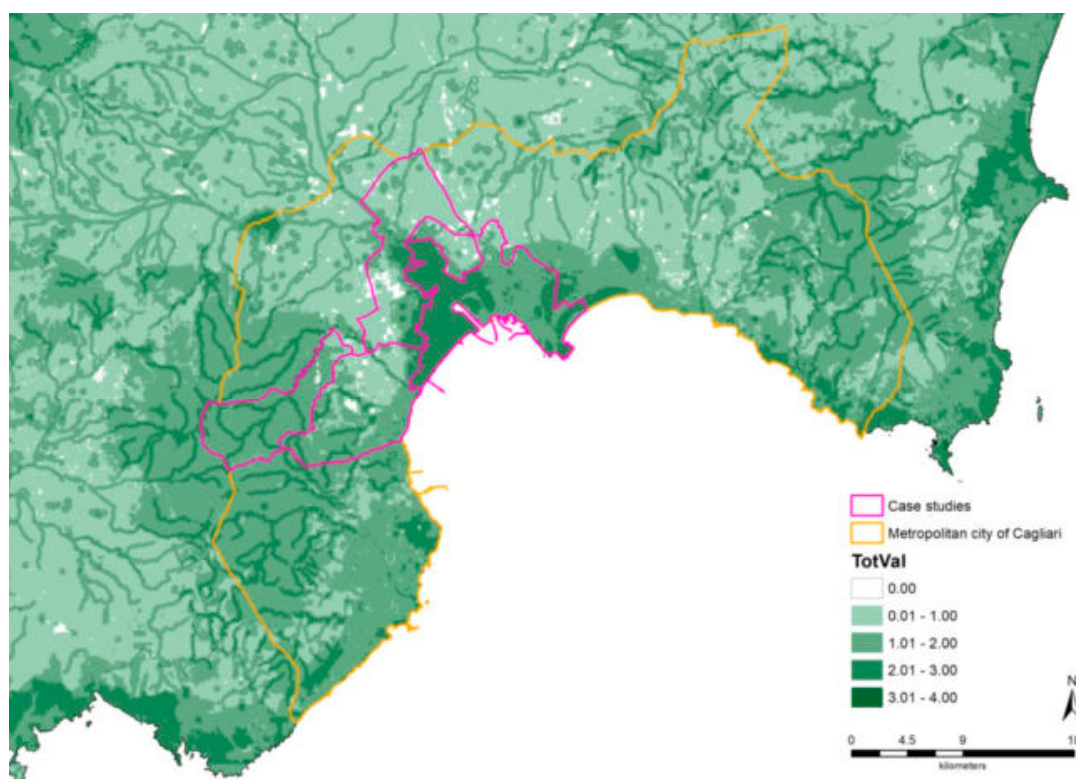 Case studies
Metropolitan city of Cagliari
TotVal
0.00
0.01 - 1.00
1.01 - 2.00
2.01 - 3.00
3.01 - 4.00
N
0 4.5 9
kilometers